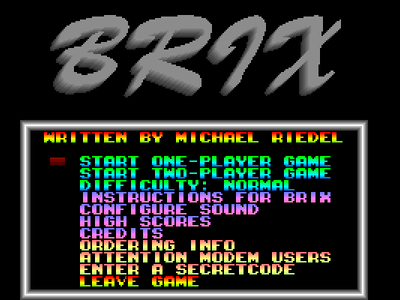 BRIX
WRITTEN BY MICHAEL RIEDEL
START ONE-PLAYER GAME
START TWO-PLAYER GAME
DIFFICULTY: NORMAL
INSTRUCTIONS FOR BRIX
CONFIGURE SOUND
HIGH SCORES
CREDITS
ORDERING INFO
ATTENTION MODEM USERS
ENTER A SECRETCODE
LEAVE GAME